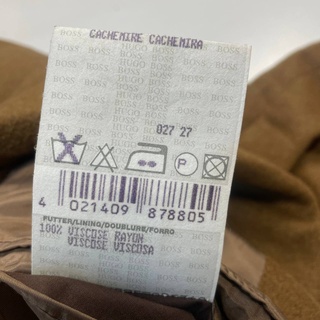 CACHEMIRE CACHEMIRA
027 27
P
4 021409 878805
FUTTER/LINING/DOUBLURE/FORRO
100% VISCOSE RAYON
VISCOSE VISCOSA